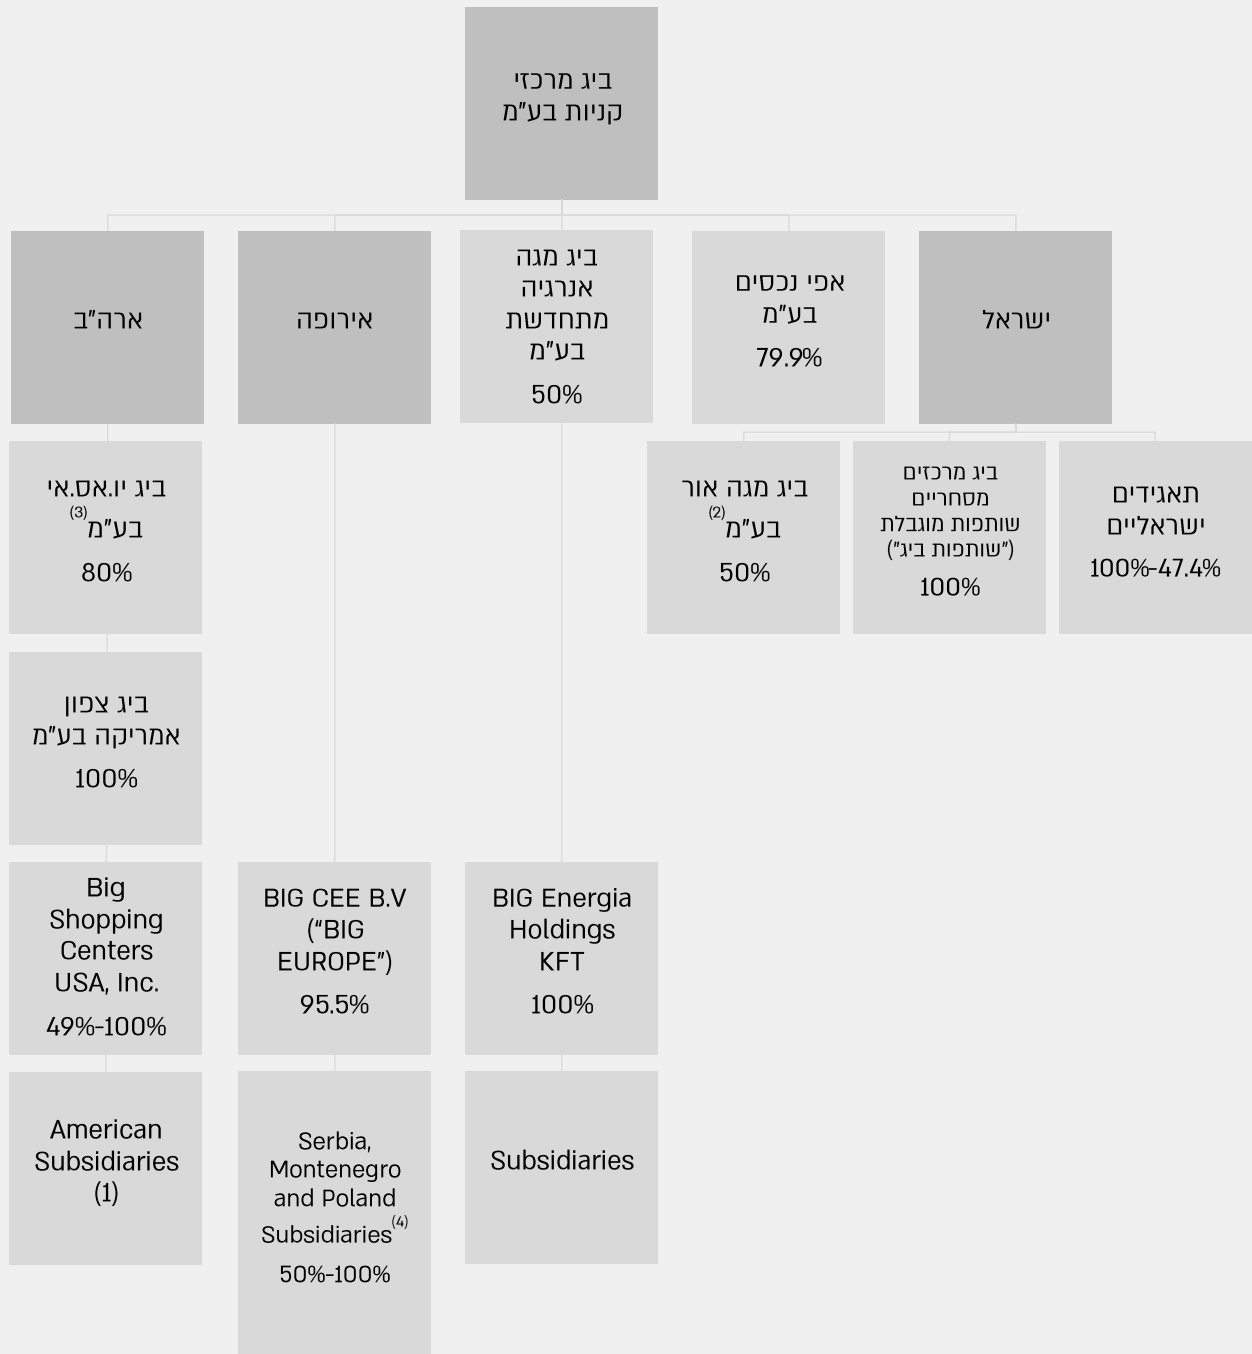 ביג מרכזי
קניות בע"מ
ישראל
אפי נכסים
בע"מ
79.9%
ביג מגה
אנרגיה
מתחדשת
בע"מ
50%
אירופה
ארה"ב
תאגידים
ישראליים
100%-47.4%
ביג מרכזים
מסחריים
שותפות מוגבלת
("שותפות ביג")
100%
ביג מגה אור
בע"מ(2)
50%
ביג יו.אס.אי
בע"מ(3)
80%
ביג צפון
אמריקה בע"מ
100%
Big
Shopping
Centers
USA, Inc.
49%-100%
BIG CEE B.V
(“BIG
EUROPE”)
95.5%
BIG Energia
Holdings
KFT
100%
American
Subsidiaries
(1)
Serbia,
Montenegro
and Poland
Subsidiaries(4)
50%-100%
Subsidiaries